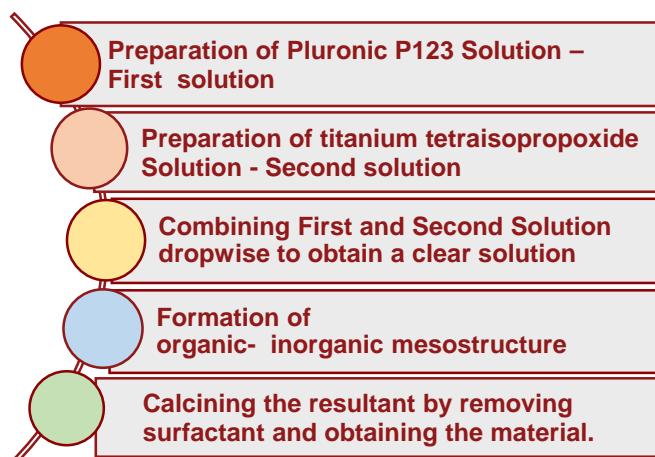 Preparation of Pluronic P123 Solution –
First solution
Preparation of titanium tetraisopropoxide
Solution - Second solution
Combining First and Second Solution
dropwise to obtain a clear solution
Formation of
organic- inorganic mesostructure
Calcining the resultant by removing
surfactant and obtaining the material.